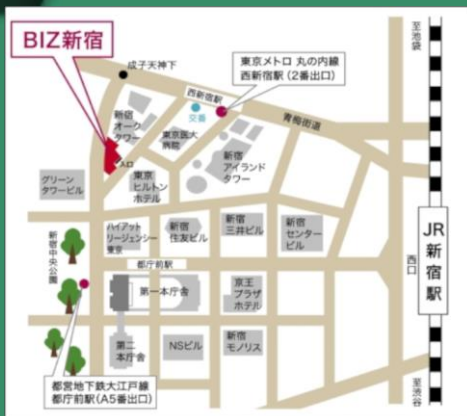 BIZ新宿
成子天神下
東京メトロ 丸の内線
西新宿駅(2番出口)
至池袋
西新宿駅
交番
青梅街道
新宿
オーク
タワー
東京医大
病院
新宿
アイランド
タワー
入口
グリーン
タワービル
東京
ヒルトン
ホテル
ハイアット
リージェンシー
東京
新宿
住友ビル
新宿
三井ビル
新宿
センター
ビル
JR新宿駅
西口
新宿中央公園
都庁前駅
第一本庁舎
京王
プラザ
ホテル
第二
本庁舎
NSビル
新宿
モノリス
都営地下鉄大江戸線
都庁前駅(A5番出口)
至渋谷